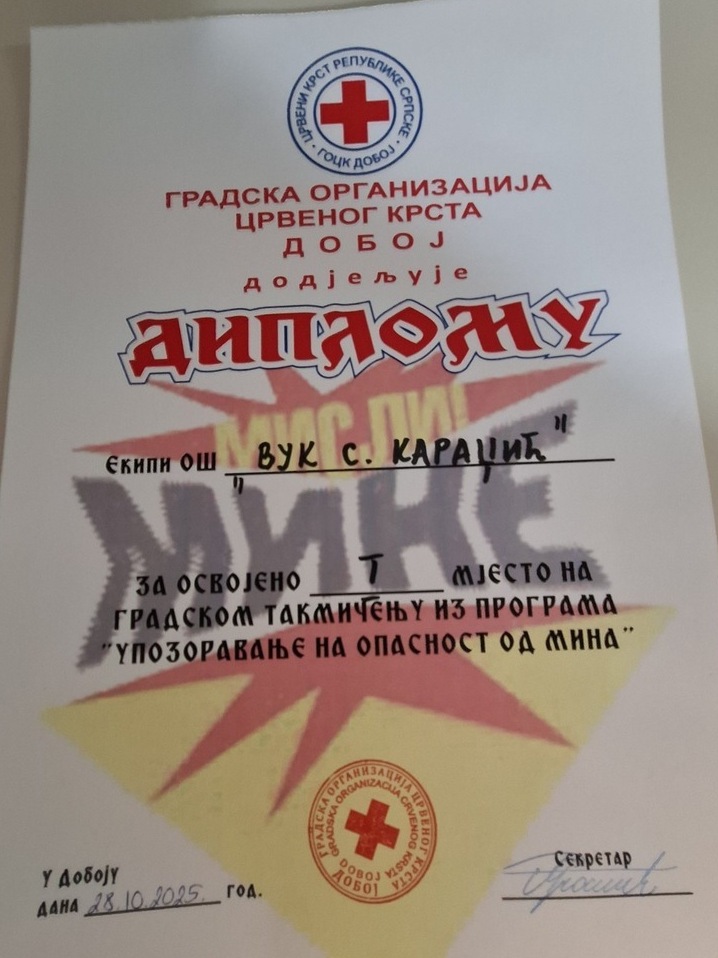 ЦРВЕНИ КРСТ РЕПУБЛИКЕ СРПСКЕ
· ГОЦК ДОБОЈ ·
ГРАДСКА ОРГАНИЗАЦИЈА
ЦРВЕНОГ КРСТА
ДОБОЈ
додјељује
ДИПЛОМУ
МИСЛИ!
МИНЕ
ЕКИПИ ОШ "ВУК С. КАРАЏИЋ"
ЗА ОСВОЈЕНО I МЈЕСТО НА
ГРАДСКОМ ТАКМИЧЕЊУ ИЗ ПРОГРАМА
"УПОЗОРАВАЊЕ НА ОПАСНОСТ ОД МИНА"
ГРАДСКА ОРГАНИЗАЦИЈА ЦРВЕНОГ КРСТА
GRADSKA ORGANIZACIJA CRVENOG KRSTA
DOBOJ
ДОБОЈ
У ДОБОЈУ
ДАНА 28.10.2025. ГОД.
СЕКРЕТАР